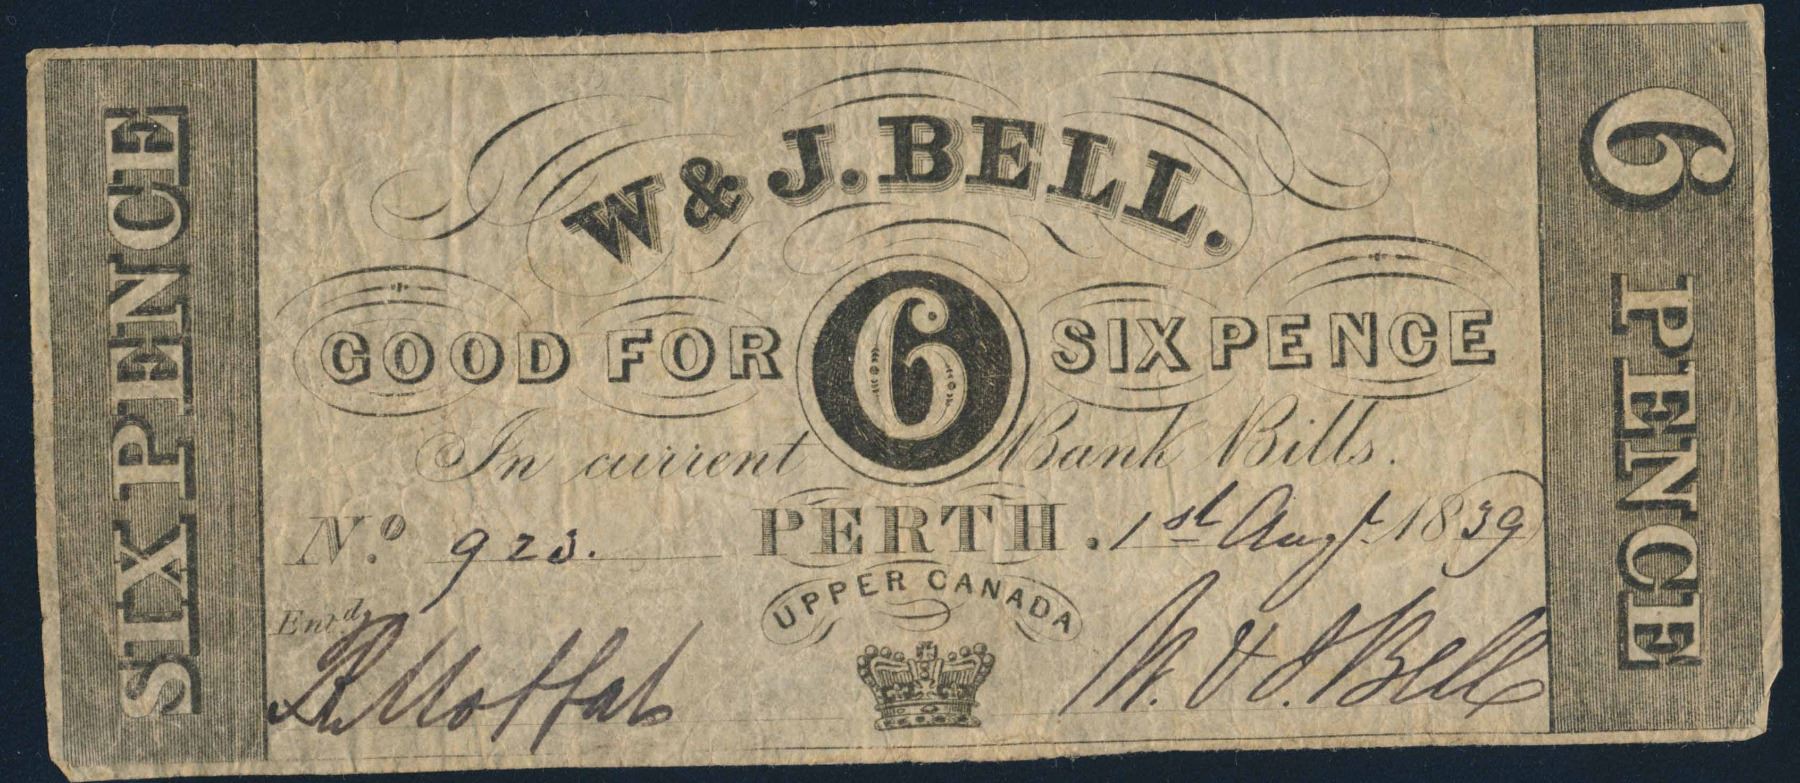 SIX PENCE
W & J. BELL.
GOOD FOR 6 SIX PENCE
In current Bank Bills.
No. 923. PERTH. 1st Augt 1839
UPPER CANADA
Entd
R Moffat
W. & J. Bell
6 PENCE